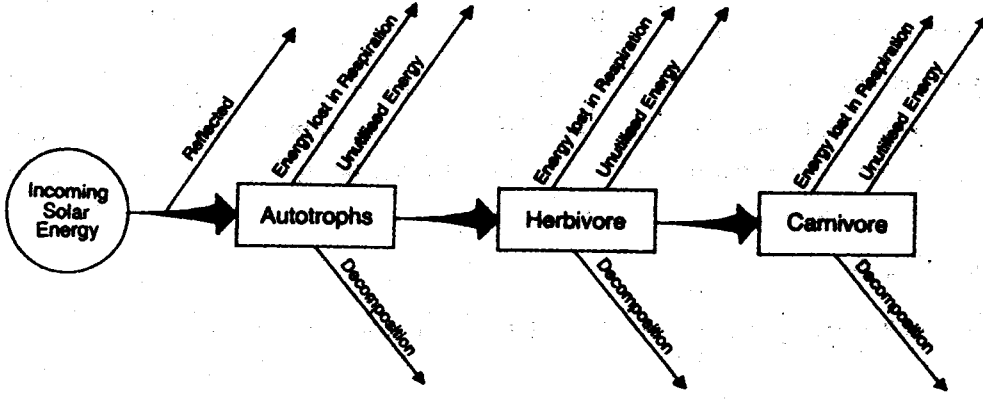 Incoming
Solar
Energy
Reflected
Autotrophs
Energy lost in Respiration
Unutilised Energy
Decomposition
Herbivore
Energy lost in Respiration
Unutilised Energy
Decomposition
Carnivore
Energy lost in Respiration
Unutilised Energy
Decomposition